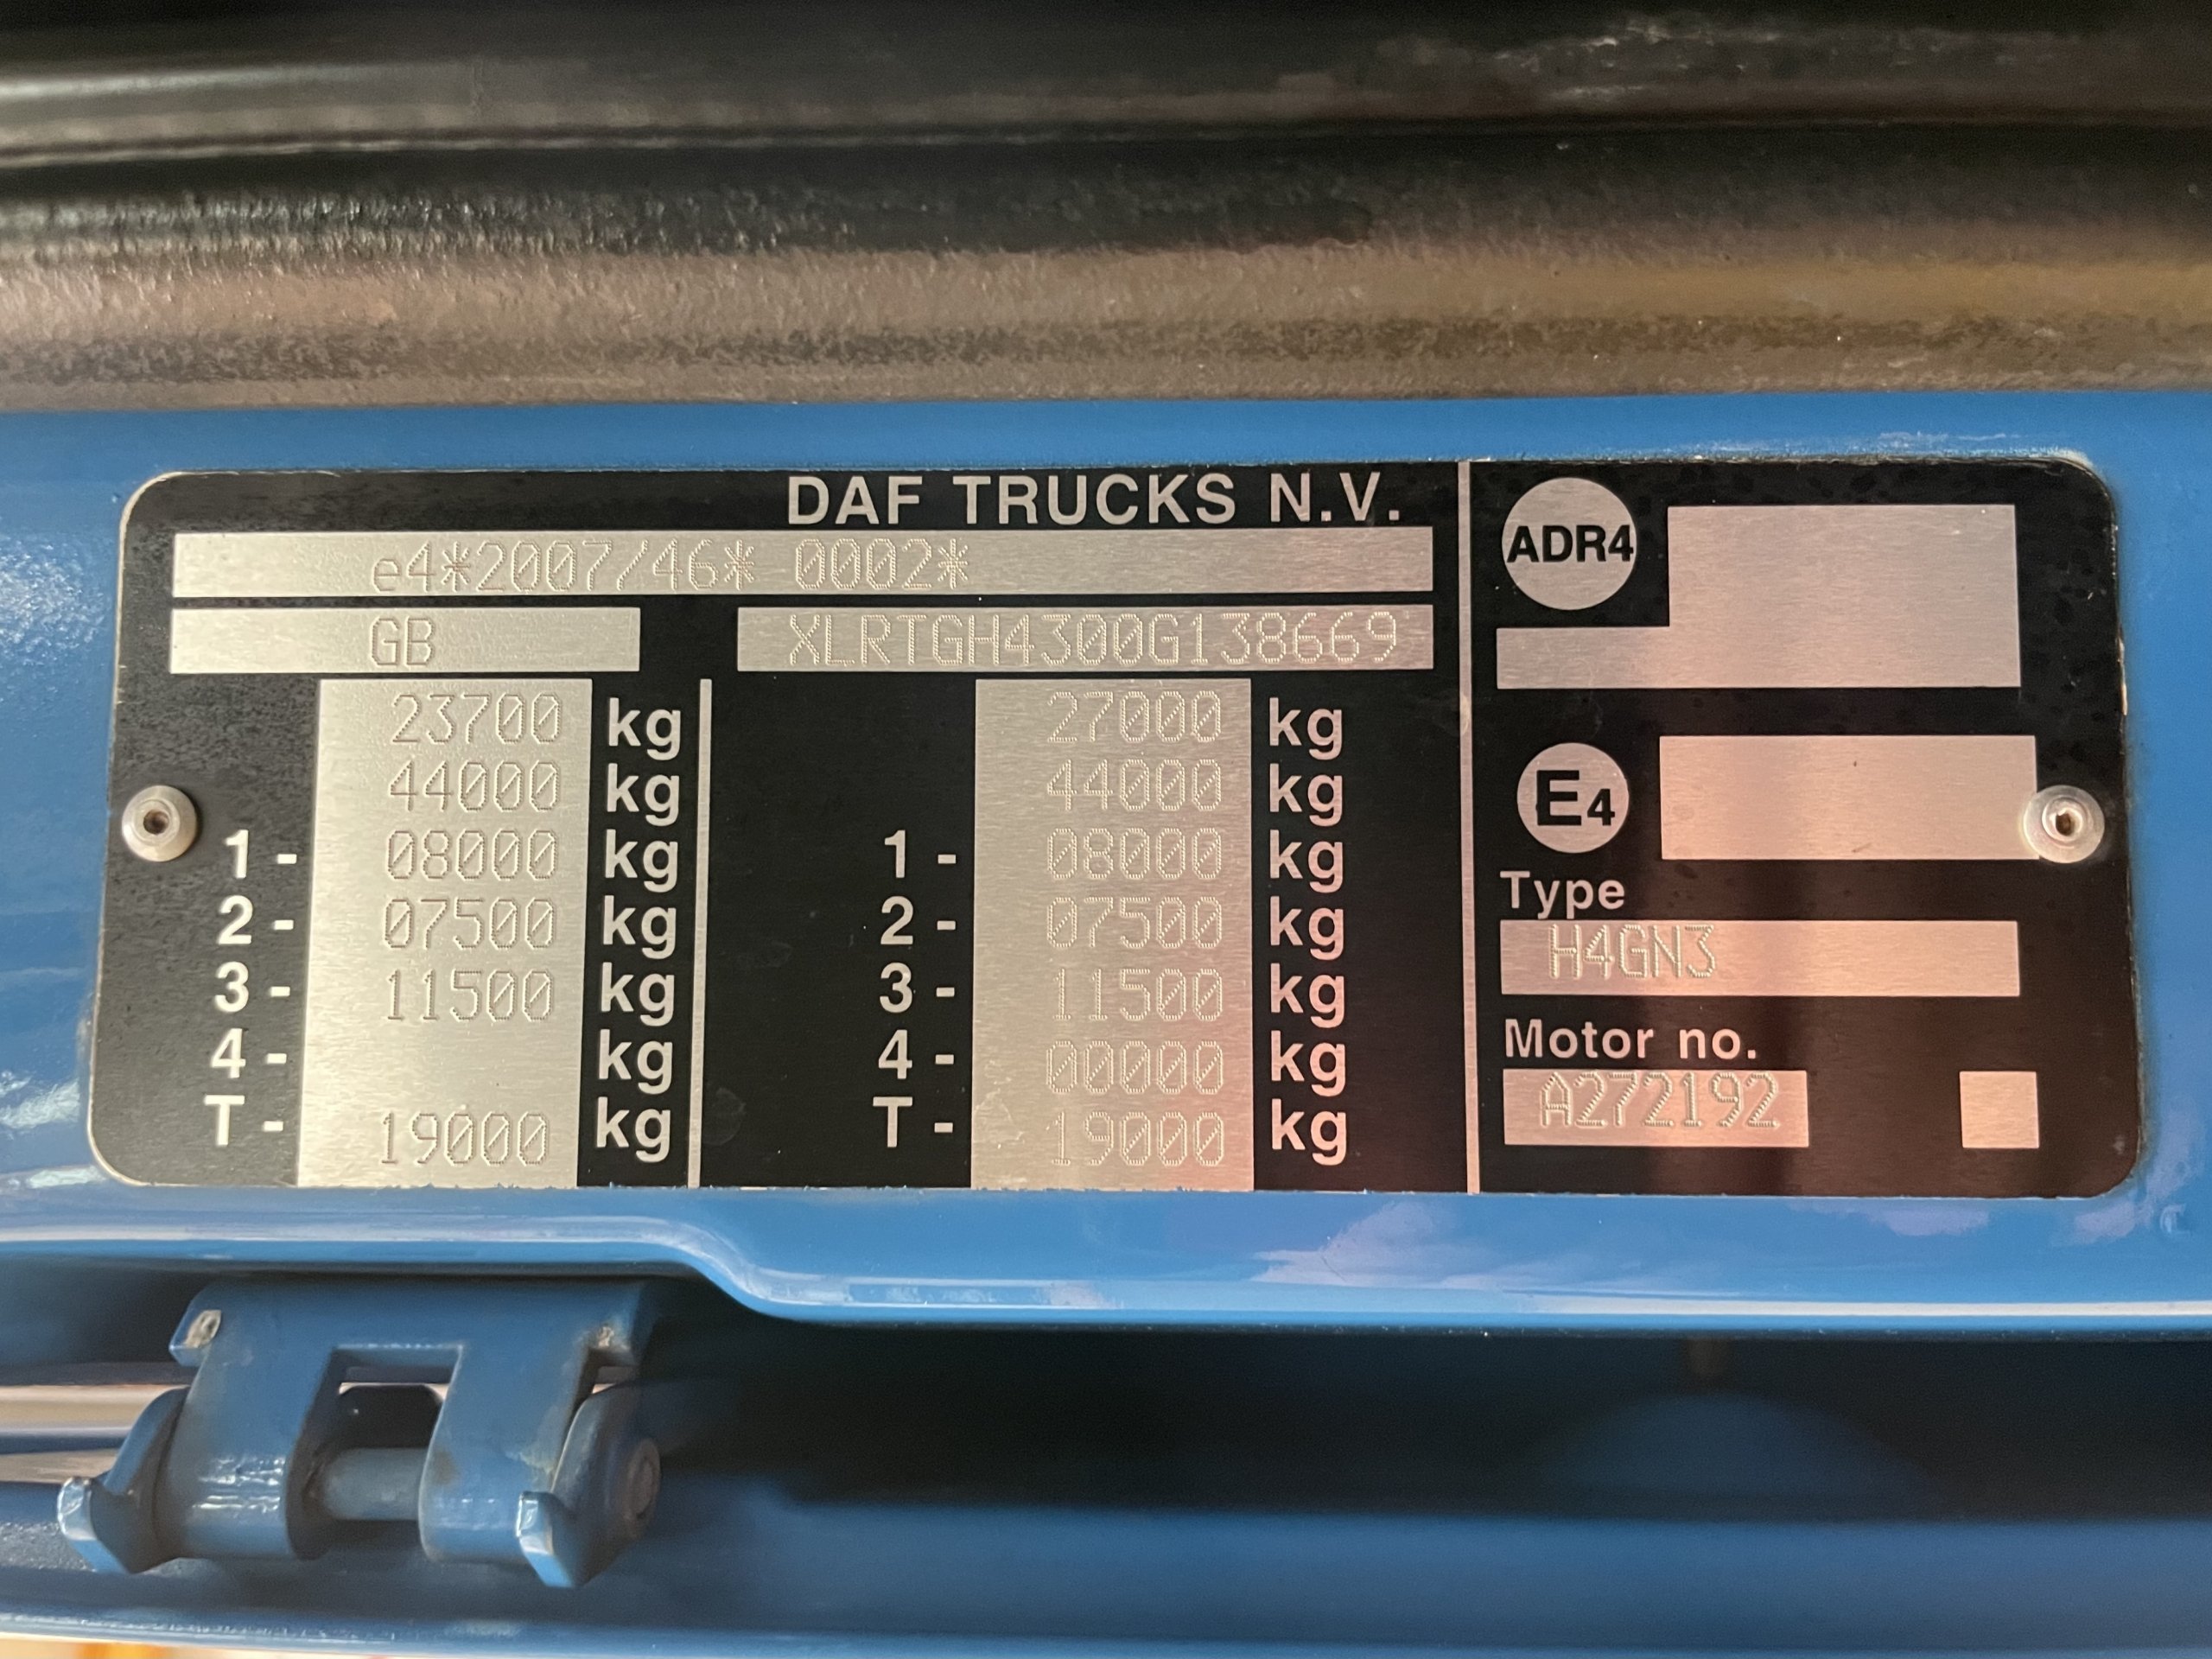 DAF TRUCKS N.V.
e4*2007/46* 0002*
GB XLRTGH4300G138669
23700 kg 27000 kg
44000 kg 44000 kg
1 - 08000 kg 1 - 08000 kg
2 - 07500 kg 2 - 07500 kg
3 - 11500 kg 3 - 11500 kg
4 - kg 4 - 00000 kg
T - 19000 kg T - 19000 kg
ADR4
E4
Type
H4GN3
Motor no.
A272192